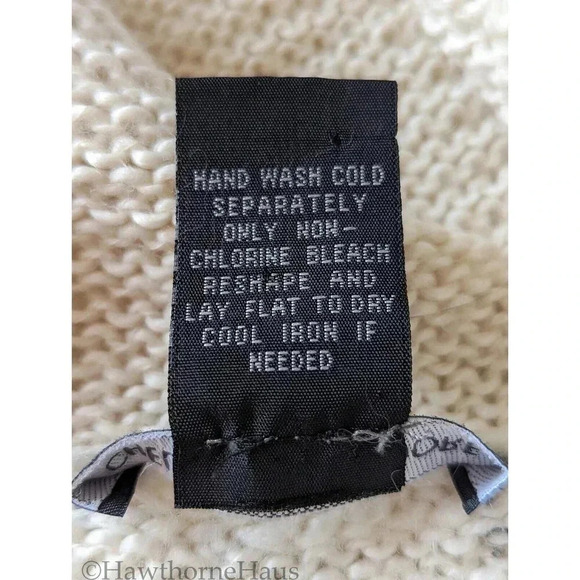 HAND WASH COLD
SEPARATELY
ONLY NON-
CHLORINE BLEACH
RESHAPE AND
LAY FLAT TO DRY
COOL IRON IF
NEEDED
©HawthorneHaus